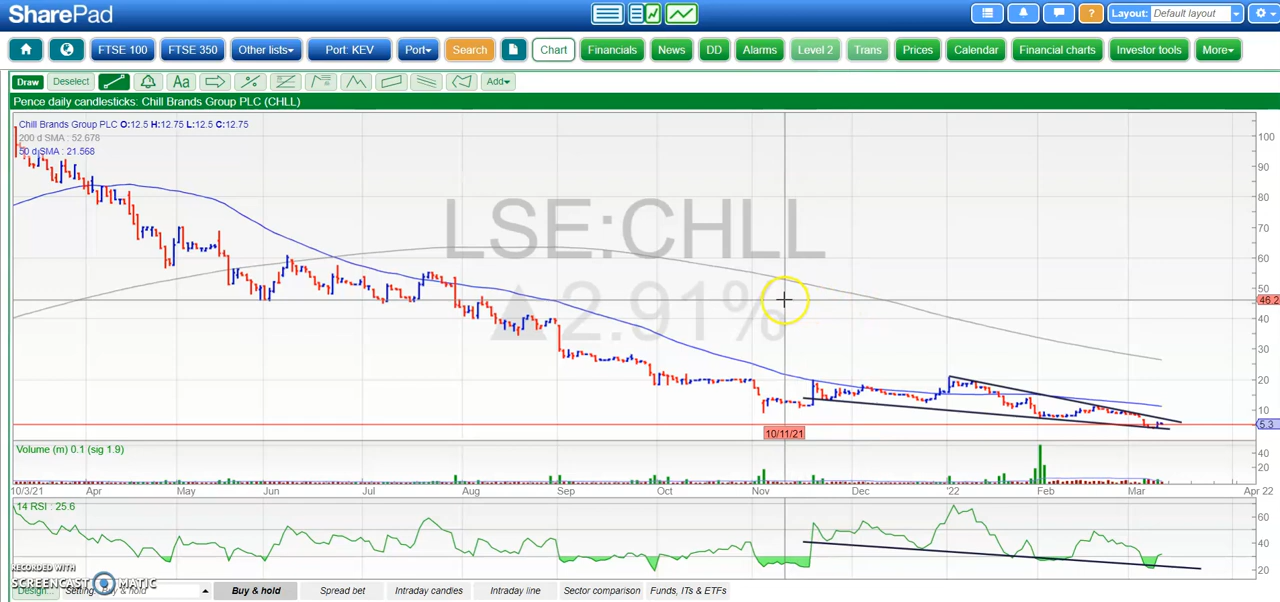 SharePad
? Layout: Default layout
FTSE 100 FTSE 350 Other lists Port: KEV Port Search Chart Financials News DD Alarms Level 2 Trans Prices Calendar Financial charts Investor tools More
Draw Deselect Aa Add
Pence daily candlesticks: Chill Brands Group PLC (CHLL)
Chill Brands Group PLC O:12.5 H:12.75 L:12.5 C:12.75
200 d SMA : 52.678
50 d SMA : 21.568
LSE:CHLL
▲2.91%
100
90
80
70
60
50
46.2
40
30
20
10
5.3
10/11/21
Volume (m) 0.1 (sig 1.9)
40
20
10/3/21 Apr May Jun Jul Aug Sep Oct Nov Dec '22 Feb Mar Apr 22
14 RSI : 25.6
60
40
20
RECORDED WITH
SCREENCAST MATIC
Design... Setting: Buy & hold Buy & hold Spread bet Intraday candles Intraday line Sector comparison Funds, ITs & ETFs